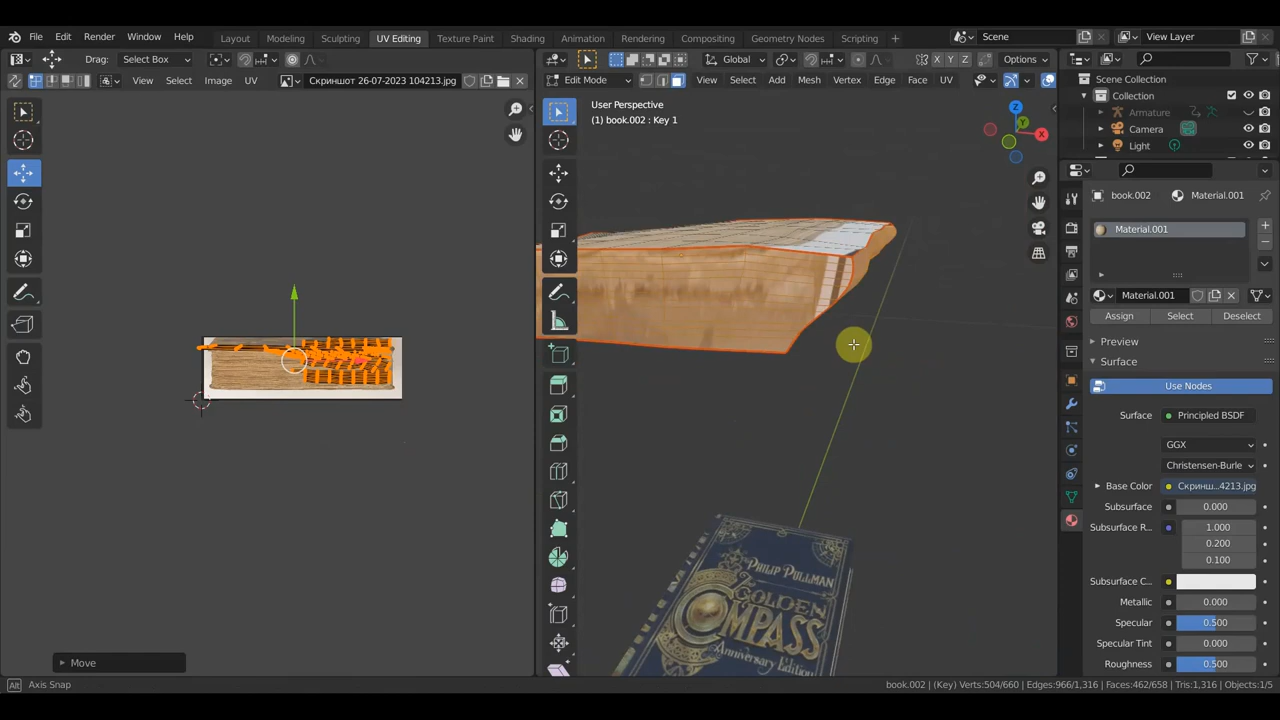 File Edit Render Window Help Layout Modeling Sculpting UV Editing Texture Paint Shading Animation Rendering Compositing Geometry Nodes Scripting + Scene View Layer
Drag: Select Box Global X Y Z Options Scene Collection
View Select Image UV Скриншот 26-07-2023 104213.jpg Edit Mode View Select Add Mesh Vertex Edge Face UV
Collection
Armature
Camera
Light
User Perspective
(1) book.002 : Key 1
Z
Y
X
book.002 Material.001
Material.001
Material.001
Assign Select Deselect
Preview
Surface
Use Nodes
Surface Principled BSDF
GGX
Christensen-Burle
Base Color Скринш...4213.jpg
Subsurface 0.000
Subsurface R... 1.000
0.200
0.100
Subsurface C...
Metallic 0.000
Specular 0.500
Specular Tint 0.000
Roughness 0.500
PHILIP PULLMAN
GOLDEN
COMPASS
Anniversary Edition
Move
Alt Axis Snap
book.002 | (Key) Verts:504/660 | Edges:966/1,316 | Faces:462/658 | Tris:1,316 | Objects:1/5